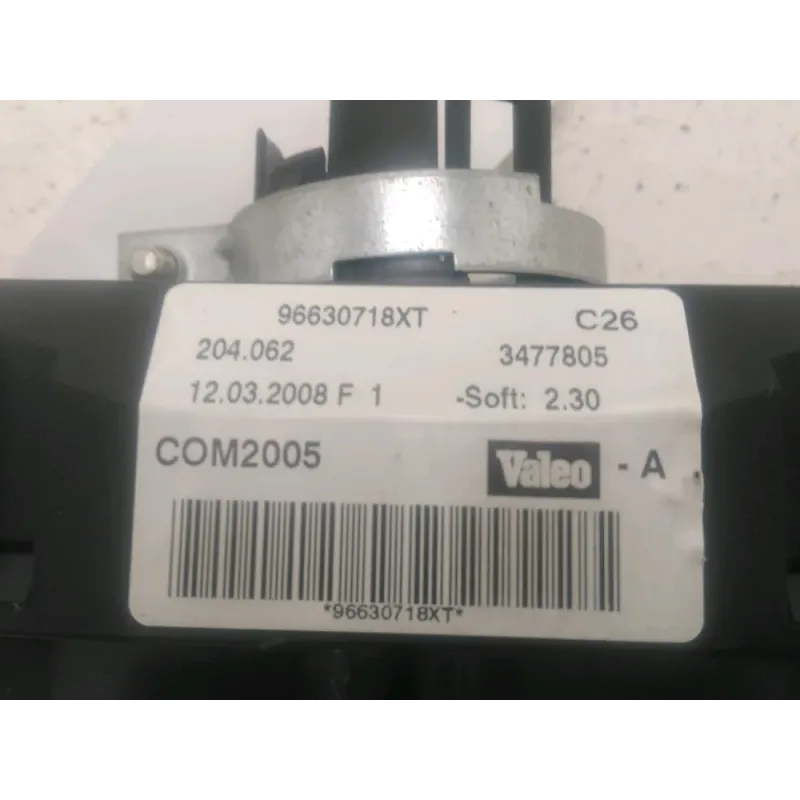 96630718XT C26
204.062 3477805
12.03.2008 F 1 -Soft: 2.30
COM2005 Valeo - A
*96630718XT*